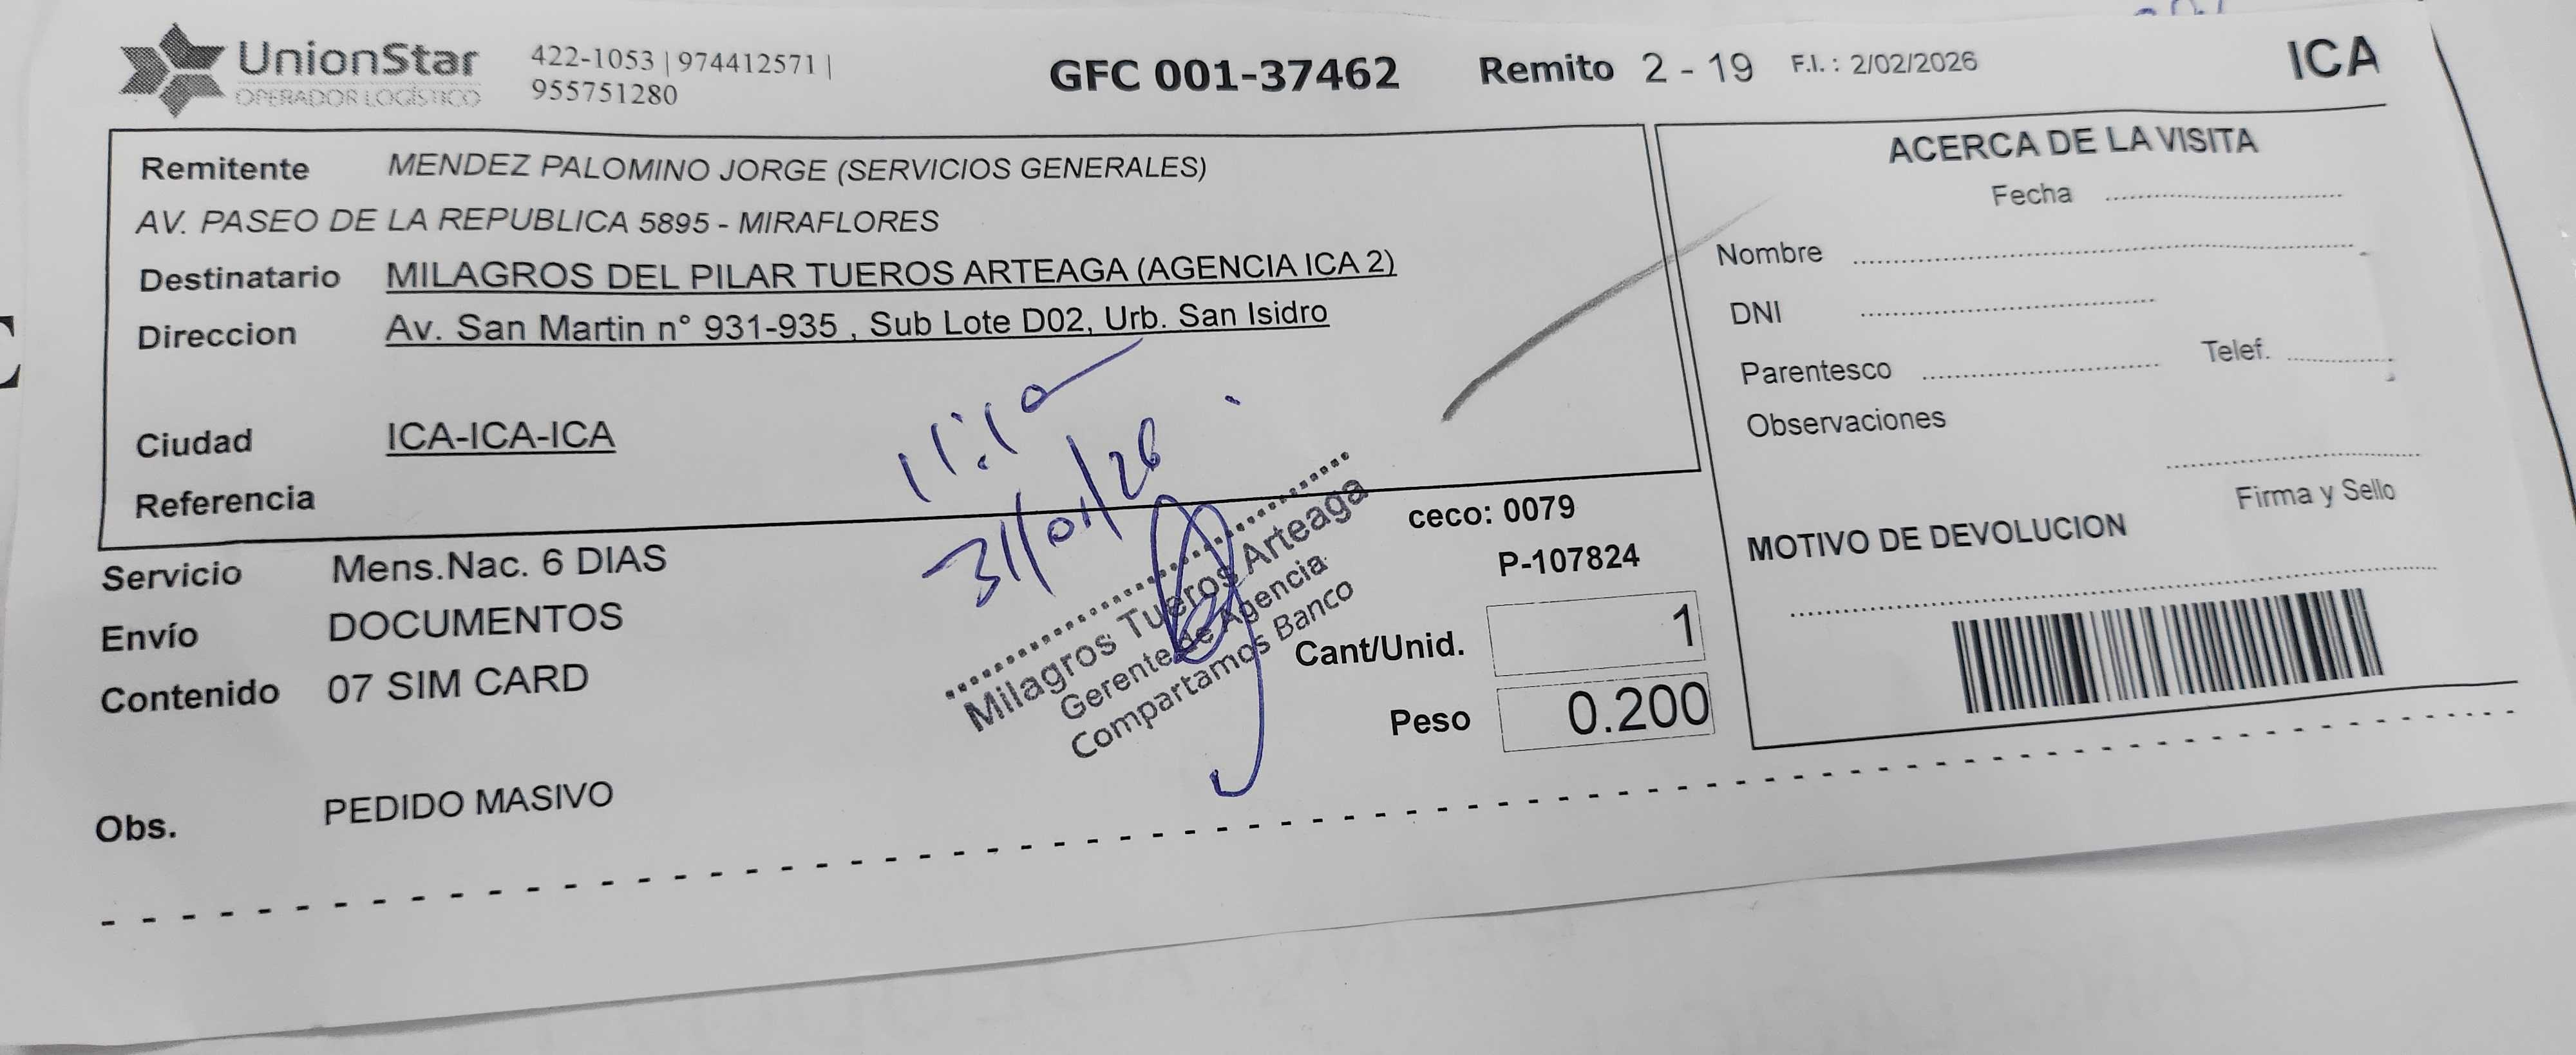 UnionStar
OPERADOR LOGÍSTICO
422-1053 | 974412571 |
955751280
GFC 001-37462
Remito 2 - 19
F.I. : 2/02/2026
ICA
Remitente MENDEZ PALOMINO JORGE (SERVICIOS GENERALES)
AV. PASEO DE LA REPUBLICA 5895 - MIRAFLORES
Destinatario MILAGROS DEL PILAR TUEROS ARTEAGA (AGENCIA ICA 2)
Direccion Av. San Martin n° 931-935 , Sub Lote D02, Urb. San Isidro
Ciudad ICA-ICA-ICA
Referencia
11:10
31/01/26
Milagros Tueros Arteaga
Gerente de Agencia
Compartamos Banco
Servicio Mens.Nac. 6 DIAS
Envío DOCUMENTOS
Contenido 07 SIM CARD
Obs. PEDIDO MASIVO
ceco: 0079
P-107824
Cant/Unid. 1
Peso 0.200
ACERCA DE LA VISITA
Fecha
Nombre
DNI
Parentesco
Telef.
Observaciones
Firma y Sello
MOTIVO DE DEVOLUCION